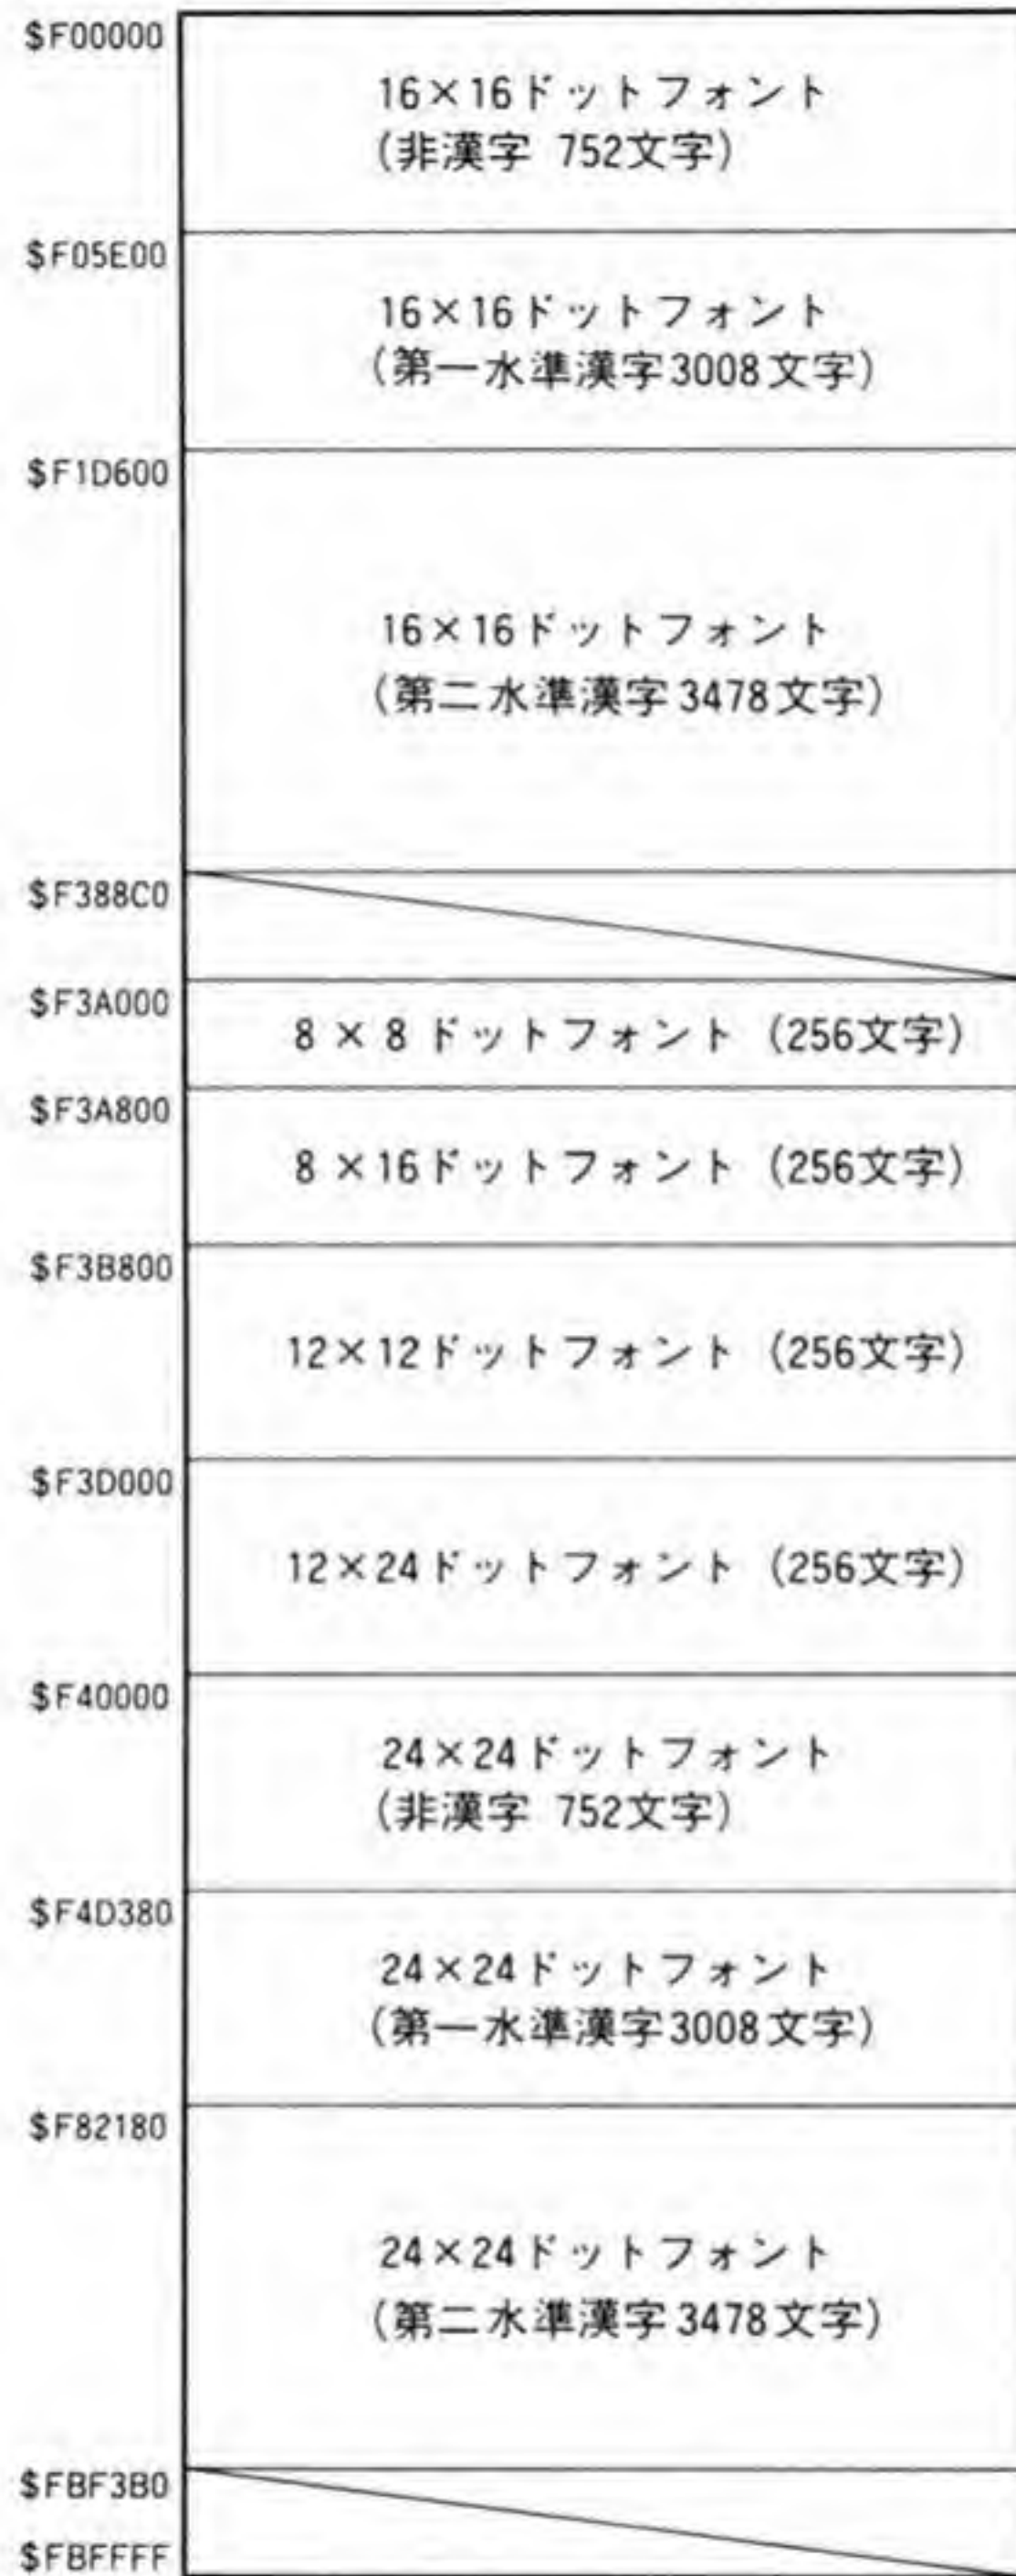 $F00000
16×16ドットフォント
(非漢字 752文字)
$F05E00
16×16ドットフォント
(第一水準漢字3008文字)
$F1D600
16×16ドットフォント
(第二水準漢字3478文字)
$F388C0
$F3A000
8×8ドットフォント (256文字)
$F3A800
8×16ドットフォント (256文字)
$F3B800
12×12ドットフォント (256文字)
$F3D000
12×24ドットフォント (256文字)
$F40000
24×24ドットフォント
(非漢字 752文字)
$F4D380
24×24ドットフォント
(第一水準漢字3008文字)
$F82180
24×24ドットフォント
(第二水準漢字3478文字)
$FBF3B0
$FBFFFF